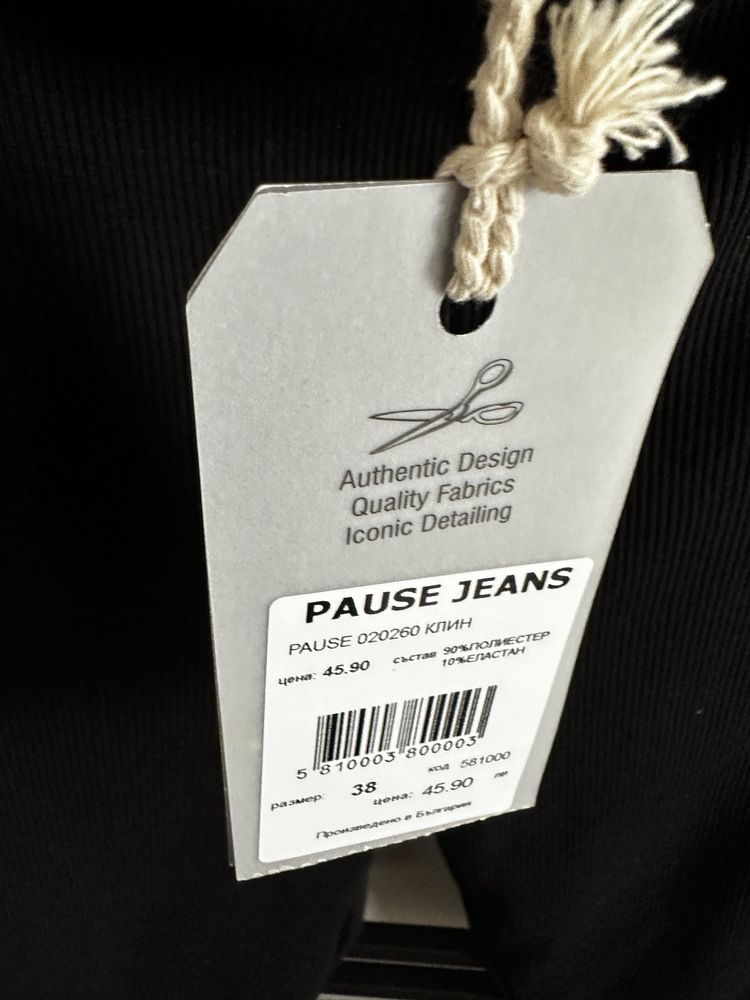 Authentic Design
Quality Fabrics
Iconic Detailing
PAUSE JEANS
PAUSE 020260 КЛИН
цена: 45.90 състав 90%ПОЛИЕСТЕР
10%ЕЛАСТАН
5 810003 800003
код 581000
размер: 38 цена: 45.90 лв
Произведено в България